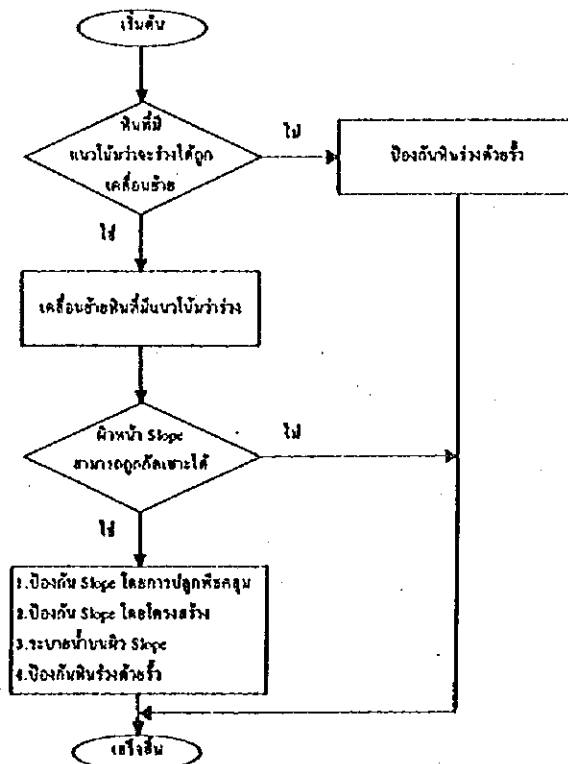 เริ่มต้น
หินที่มี
แนวโน้มว่าจะร่วงได้ถูก
เคลื่อนย้าย
ไม่
ป้องกันหินร่วงด้วยรั้ว
ใช่
เคลื่อนย้ายหินที่มีแนวโน้มว่าร่วง
ผิวหน้า Slope
สามารถถูกกัดเซาะได้
ไม่
ใช่
1.ป้องกัน Slope โดยการปลูกพืชคลุม
2.ป้องกัน Slope โดยโครงสร้าง
3.ระบายน้ำบนผิว Slope
4.ป้องกันหินร่วงด้วยรั้ว
เสร็จสิ้น